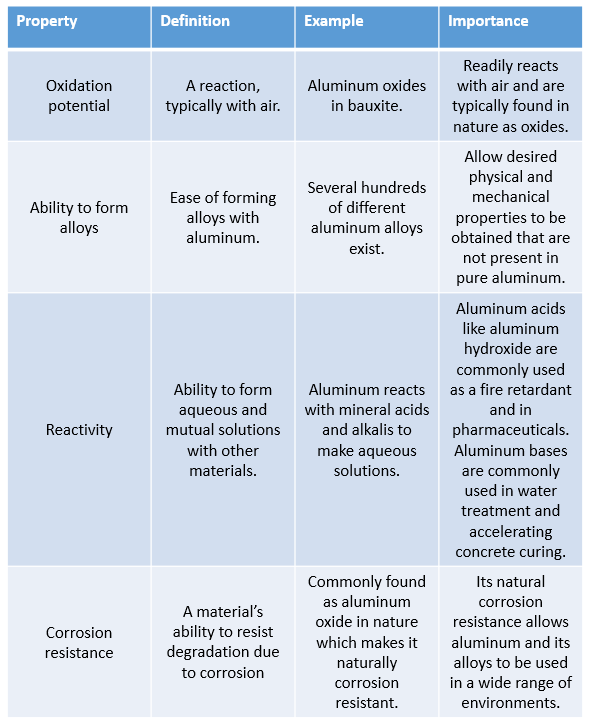 Property
Definition
Example
Importance
Oxidation
potential
A reaction,
typically with air.
Aluminum oxides
in bauxite.
Readily reacts
with air and are
typically found in
nature as oxides.
Ability to form
alloys
Ease of forming
alloys with
aluminum.
Several hundreds
of different
aluminum alloys
exist.
Allow desired
physical and
mechanical
properties to be
obtained that are
not present in
pure aluminum.
Reactivity
Ability to form
aqueous and
mutual solutions
with other
materials.
Aluminum reacts
with mineral acids
and alkalis to
make aqueous
solutions.
Aluminum acids
like aluminum
hydroxide are
commonly used
as a fire retardant
and in
pharmaceuticals.
Aluminum bases
are commonly
used in water
treatment and
accelerating
concrete curing.
Corrosion
resistance
A material’s
ability to resist
degradation due
to corrosion
Commonly found
as aluminum
oxide in nature
which makes it
naturally
corrosion
resistant.
Its natural
corrosion
resistance allows
aluminum and its
alloys to be used
in a wide range of
environments.